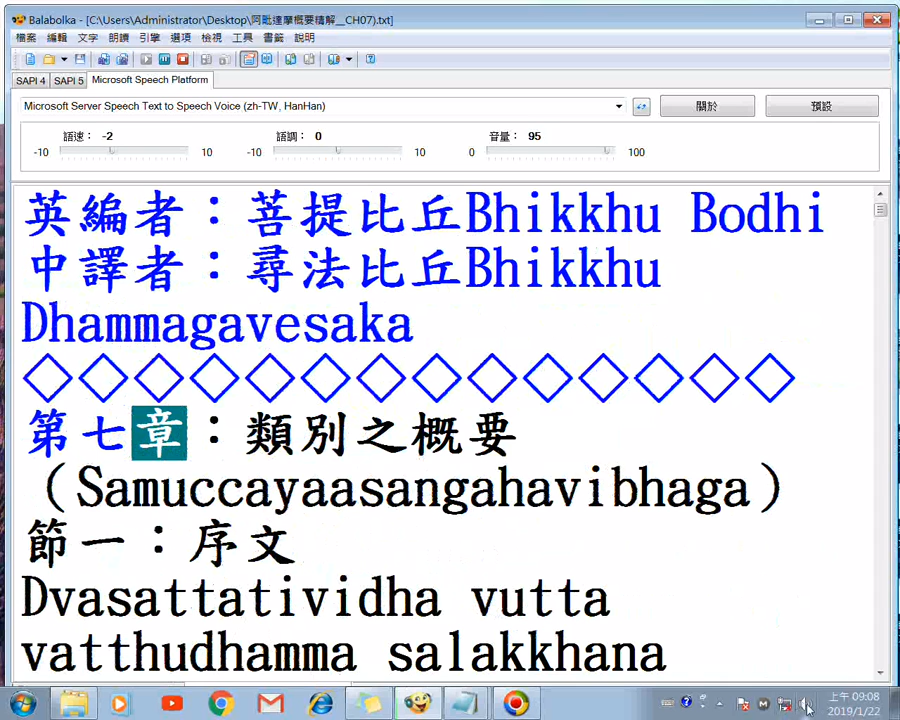 Balabolka - [C:\Users\Administrator\Desktop\阿毗達摩概要精解__CH07).txt]
檔案 編輯 文字 朗讀 引擎 選項 檢視 工具 書籤 說明
SAPI 4 SAPI 5 Microsoft Speech Platform
Microsoft Server Speech Text to Speech Voice (zh-TW, HanHan) 關於 預設
語速： -2 語調： 0 音量： 95
-10 10 -10 10 0 100
英編者：菩提比丘Bhikkhu Bodhi
中譯者：尋法比丘Bhikkhu
Dhammagavesaka
◇◇◇◇◇◇◇◇◇◇◇◇◇◇
第七章：類別之概要
（Samuccayaasangahavibhaga）
節一：序文
Dvasattatividha vutta
vatthudhamma salakkhana
上午 09:08
2019/1/22